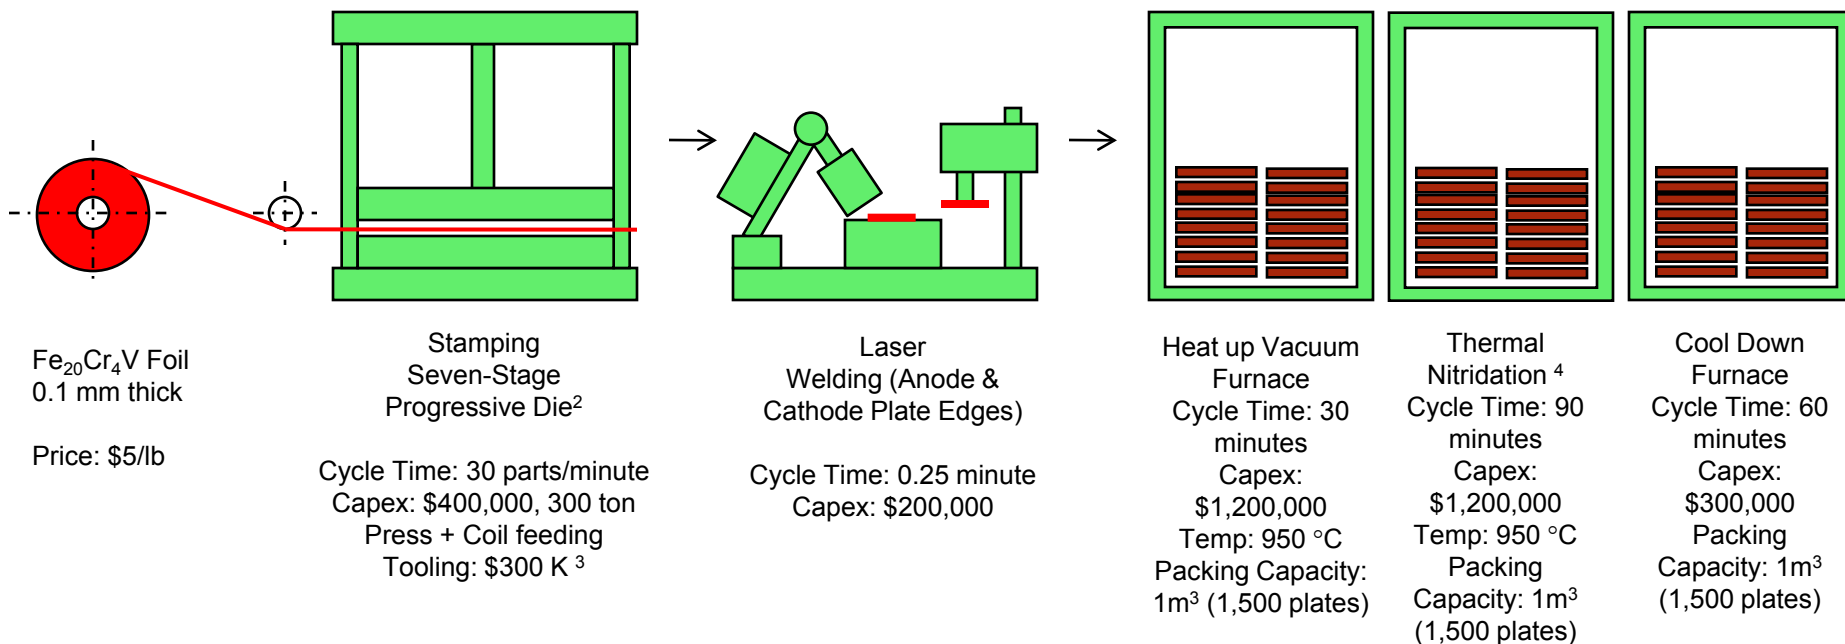 Fe₂₀Cr₄V Foil
0.1 mm thick
Price: $5/lb
Stamping
Seven-Stage
Progressive Die²
Cycle Time: 30 parts/minute
Capex: $400,000, 300 ton
Press + Coil feeding
Tooling: $300 K ³
Laser
Welding (Anode &
Cathode Plate Edges)
Cycle Time: 0.25 minute
Capex: $200,000
Heat up Vacuum
Furnace
Cycle Time: 30
minutes
Capex:
$1,200,000
Temp: 950 °C
Packing Capacity:
1m³ (1,500 plates)
Thermal
Nitridation ⁴
Cycle Time: 90
minutes
Capex:
$1,200,000
Temp: 950 °C
Packing
Capacity: 1m³
(1,500 plates)
Cool Down
Furnace
Cycle Time: 60
minutes
Capex:
$300,000
Packing
Capacity: 1m³
(1,500 plates)